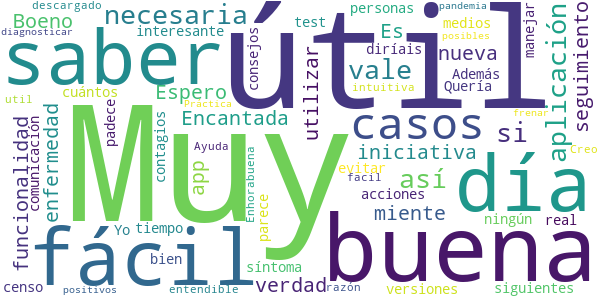 descargado
necesaria
test
personas
pandemia
diagnosticar
Boeno
interesante
consejos
Es
medios
manejar
saber
útil
diríais
nueva
posibles
aplicación
seguimiento
cuántos
Espero
vale
Además
Quería
util
Práctica
utilizar
intuitiva
padece
Muy
Encantada
casos
si
frenar
funcionalidad
comunicación
enfermedad
contagios
app
Ayuda
Enhorabuena
iniciativa
Creo
evitar
fácil
así
día
acciones
miente
ningún
real
Yo
tiempo
parece
fácil
bien
síntoma
buena
censo
positivos
entendible
verdad
razón
versiones
siguientes